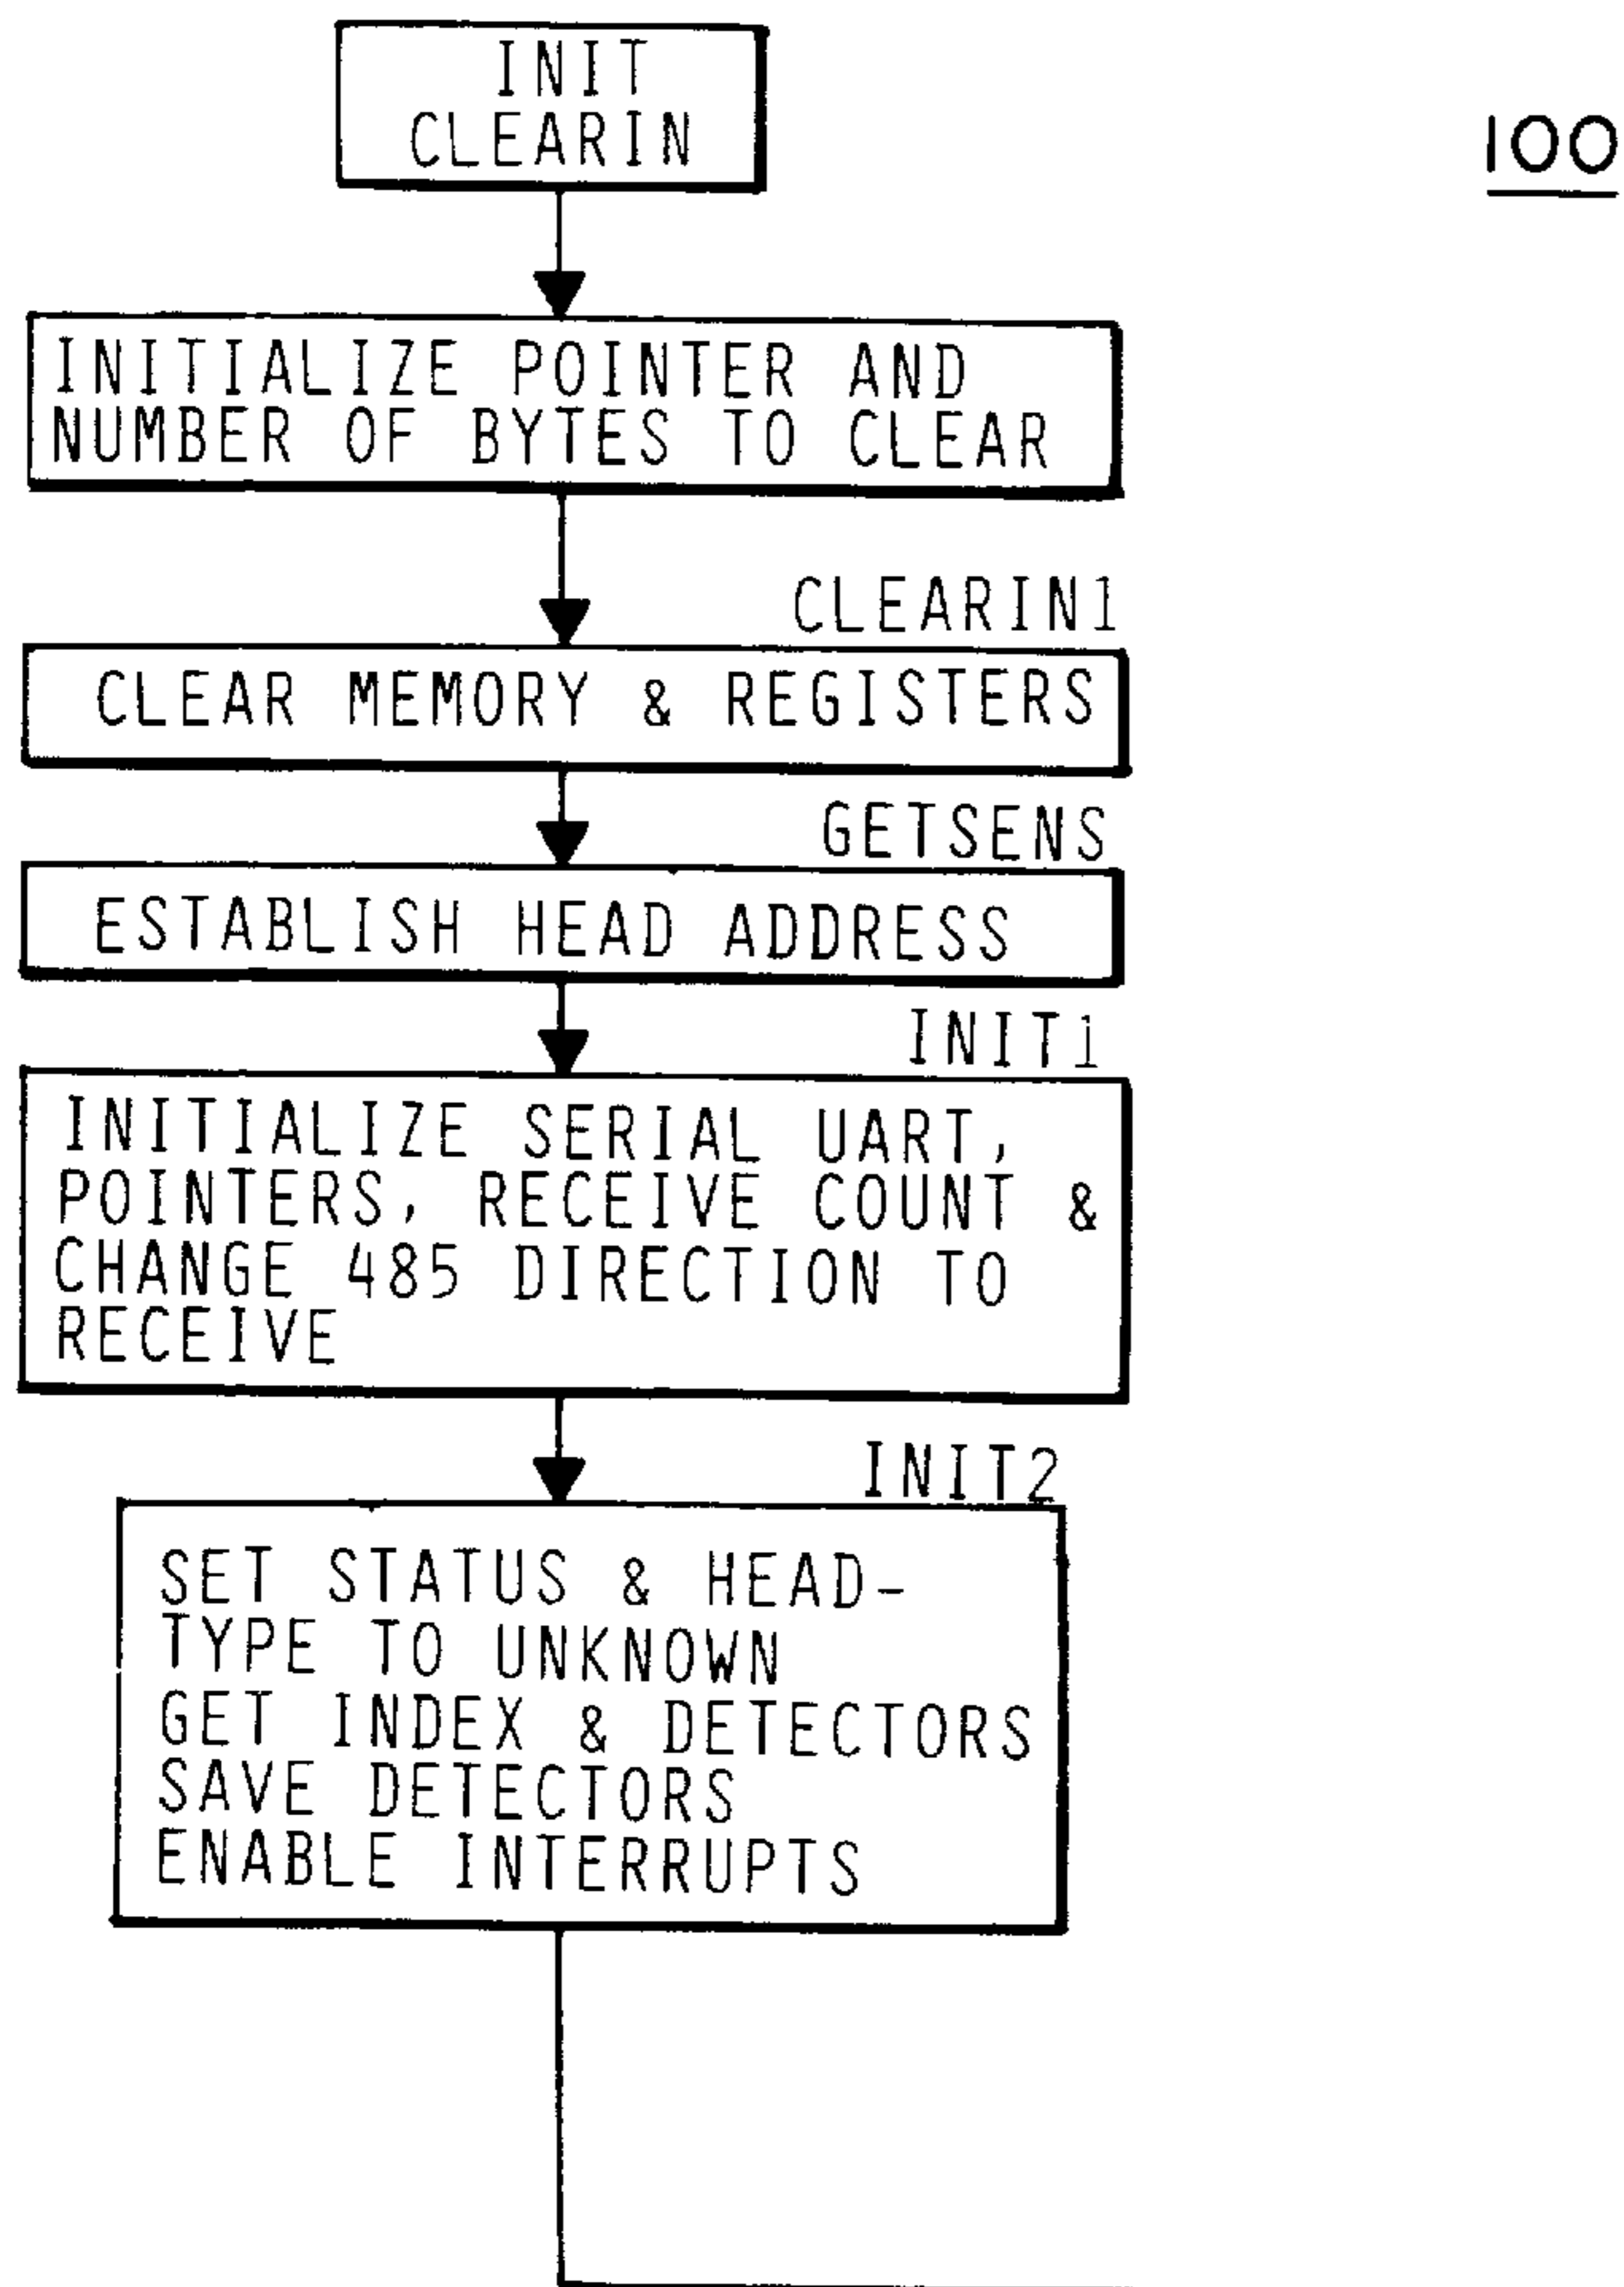 INIT
CLEARIN
100
INITIALIZE POINTER AND
NUMBER OF BYTES TO CLEAR
CLEARIN1
CLEAR MEMORY & REGISTERS
GETSENS
ESTABLISH HEAD ADDRESS
INIT1
INITIALIZE SERIAL UART,
POINTERS, RECEIVE COUNT &
CHANGE 485 DIRECTION TO
RECEIVE
INIT2
SET STATUS & HEAD-
TYPE TO UNKNOWN
GET INDEX & DETECTORS
SAVE DETECTORS
ENABLE INTERRUPTS